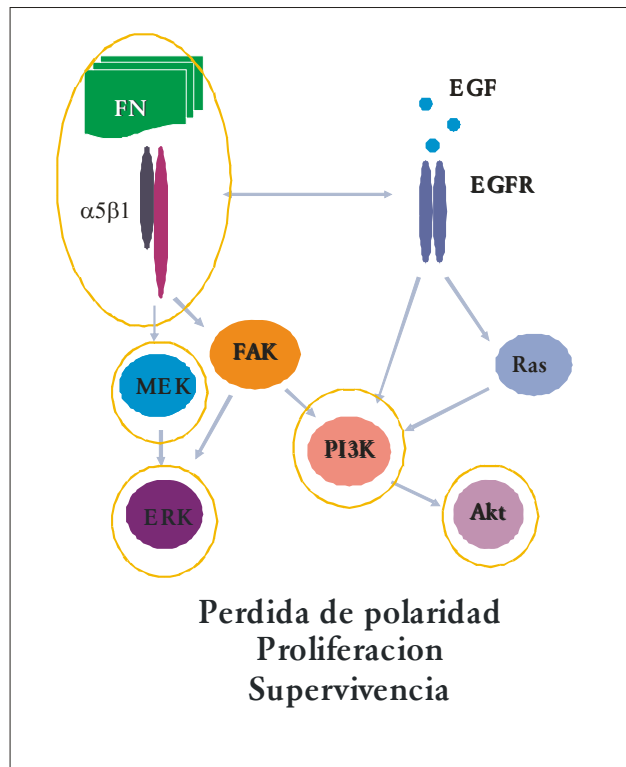 FN
EGF
EGFR
α5β1
FAK
MEK
Ras
PI3K
ERK
Akt
Perdida de polaridad
Proliferacion
Supervivencia